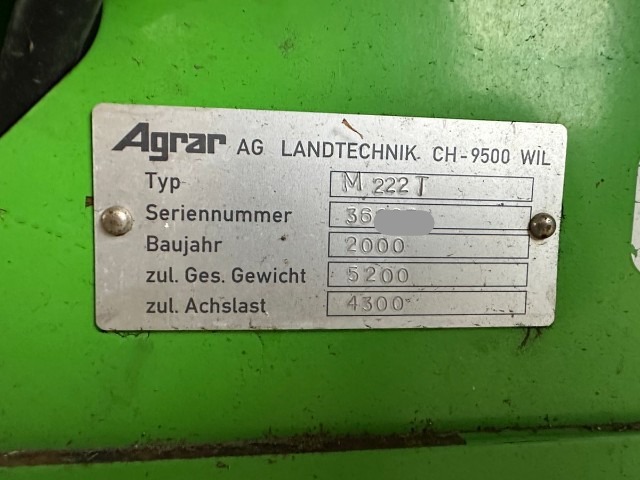 Agrar AG LANDTECHNIK CH-9500 WIL
Typ M 222 T
Seriennummer 36
Baujahr 2000
zul. Ges. Gewicht 5200
zul. Achslast 4300